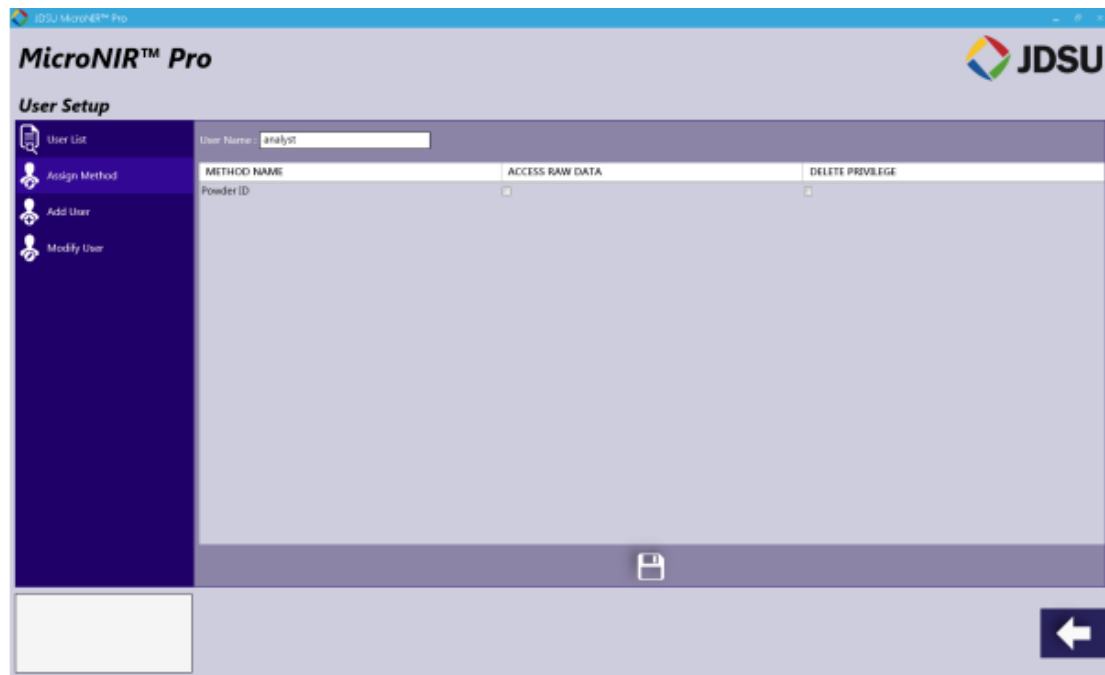 JDSU MicroNIR™ Pro
MicroNIR™ Pro
JDSU
User Setup
User List
User Name : analyst
Assign Method
METHOD NAME ACCESS RAW DATA DELETE PRIVILEGE
Powder ID
Add User
Modify User